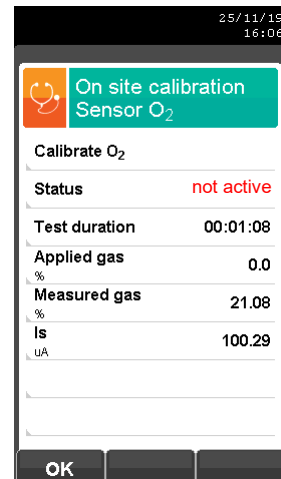 25/11/19
16:06
On site calibration
Sensor O₂
Calibrate O₂
Status not active
Test duration 00:01:08
Applied gas 0.0
%
Measured gas 21.08
%
Is 100.29
uA
OK